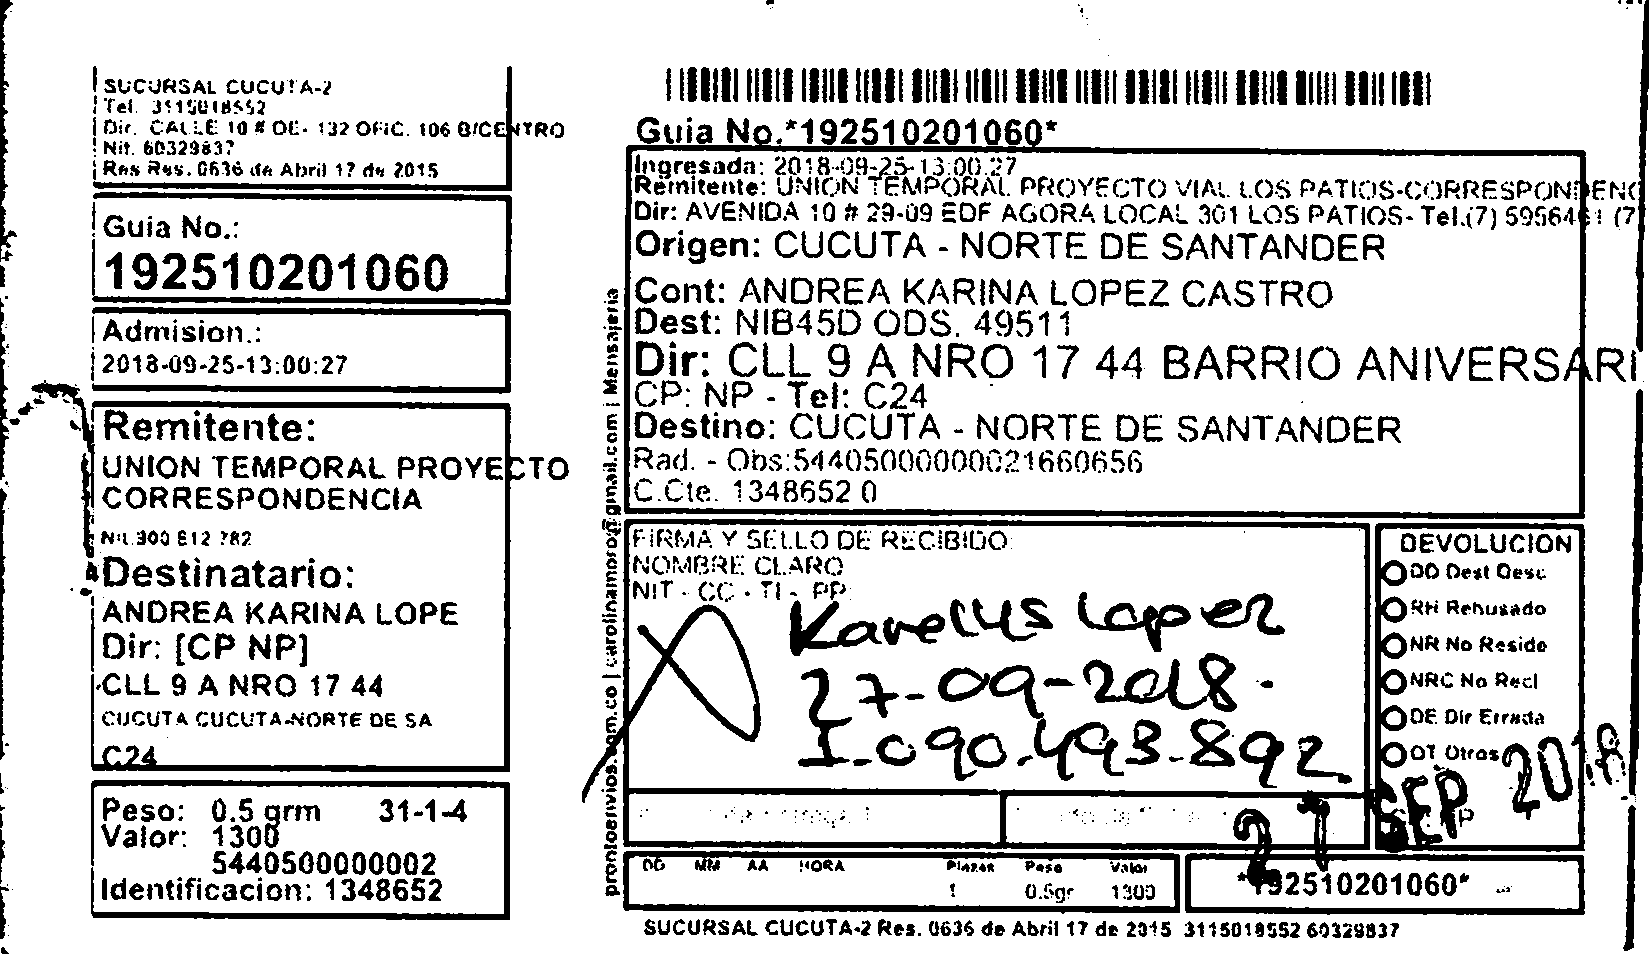 SUCURSAL CUCUTA-2
Tel. 3115018552
Dir. CALLE 10 # OE- 132 OFIC. 106 B/CENTRO
Nit. 60329837
Res Res. 0636 de Abril 17 de 2015
Guia No.:
192510201060
Admision.:
2018-09-25-13:00:27
Remitente:
UNION TEMPORAL PROYECTO
CORRESPONDENCIA
Nit.900 812 782
Destinatario:
ANDREA KARINA LOPE
Dir: [CP NP]
CLL 9 A NRO 17 44
CUCUTA CUCUTA-NORTE DE SA
C24
Peso: 0.5 grm 31-1-4
Valor: 1300
5440500000002
Identificacion: 1348652
prontoenvios.com.co | carolinamoro@gmail.com | Mensajeria
Guia No.*192510201060*
Ingresada: 2018-09-25-13:00:27
Remitente: UNION TEMPORAL PROYECTO VIAL LOS PATIOS-CORRESPONDENC
Dir: AVENIDA 10 # 29-09 EDF AGORA LOCAL 301 LOS PATIOS- Tel.(7) 5956461 (7)
Origen: CUCUTA - NORTE DE SANTANDER
Cont: ANDREA KARINA LOPEZ CASTRO
Dest: NIB45D ODS. 49511
Dir: CLL 9 A NRO 17 44 BARRIO ANIVERSARI
CP: NP - Tel: C24
Destino: CUCUTA - NORTE DE SANTANDER
Rad. - Obs:544050000000021660656
C.Cte. 1348652 0
FIRMA Y SELLO DE RECIBIDO
NOMBRE CLARO
NIT - CC - TI - PP
Karellys Lopez
27-09-2018.
1.090.493.892
DEVOLUCION
DD Dest Desc
RH Rehusado
NR No Reside
NRC No Recl
DE Dir Errada
OT Otros
27 SEP 2018
DD MM AA HORA Piezas Peso Valor
1 0.5gr 1300
*192510201060*
SUCURSAL CUCUTA-2 Res. 0636 de Abril 17 de 2015 3115018552 60329837